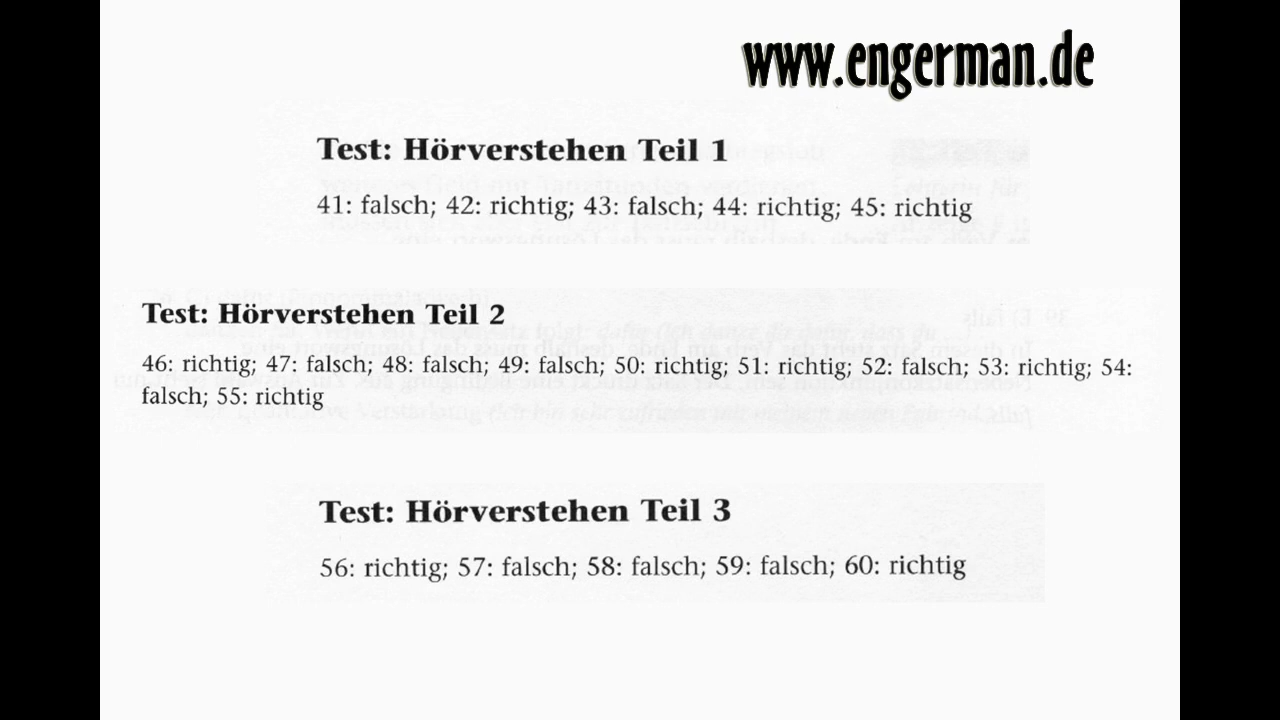 www.engerman.de
Test: Hörverstehen Teil 1
41: falsch; 42: richtig; 43: falsch; 44: richtig; 45: richtig
Test: Hörverstehen Teil 2
46: richtig; 47: falsch; 48: falsch; 49: falsch; 50: richtig; 51: richtig; 52: falsch; 53: richtig; 54:
falsch; 55: richtig
Test: Hörverstehen Teil 3
56: richtig; 57: falsch; 58: falsch; 59: falsch; 60: richtig